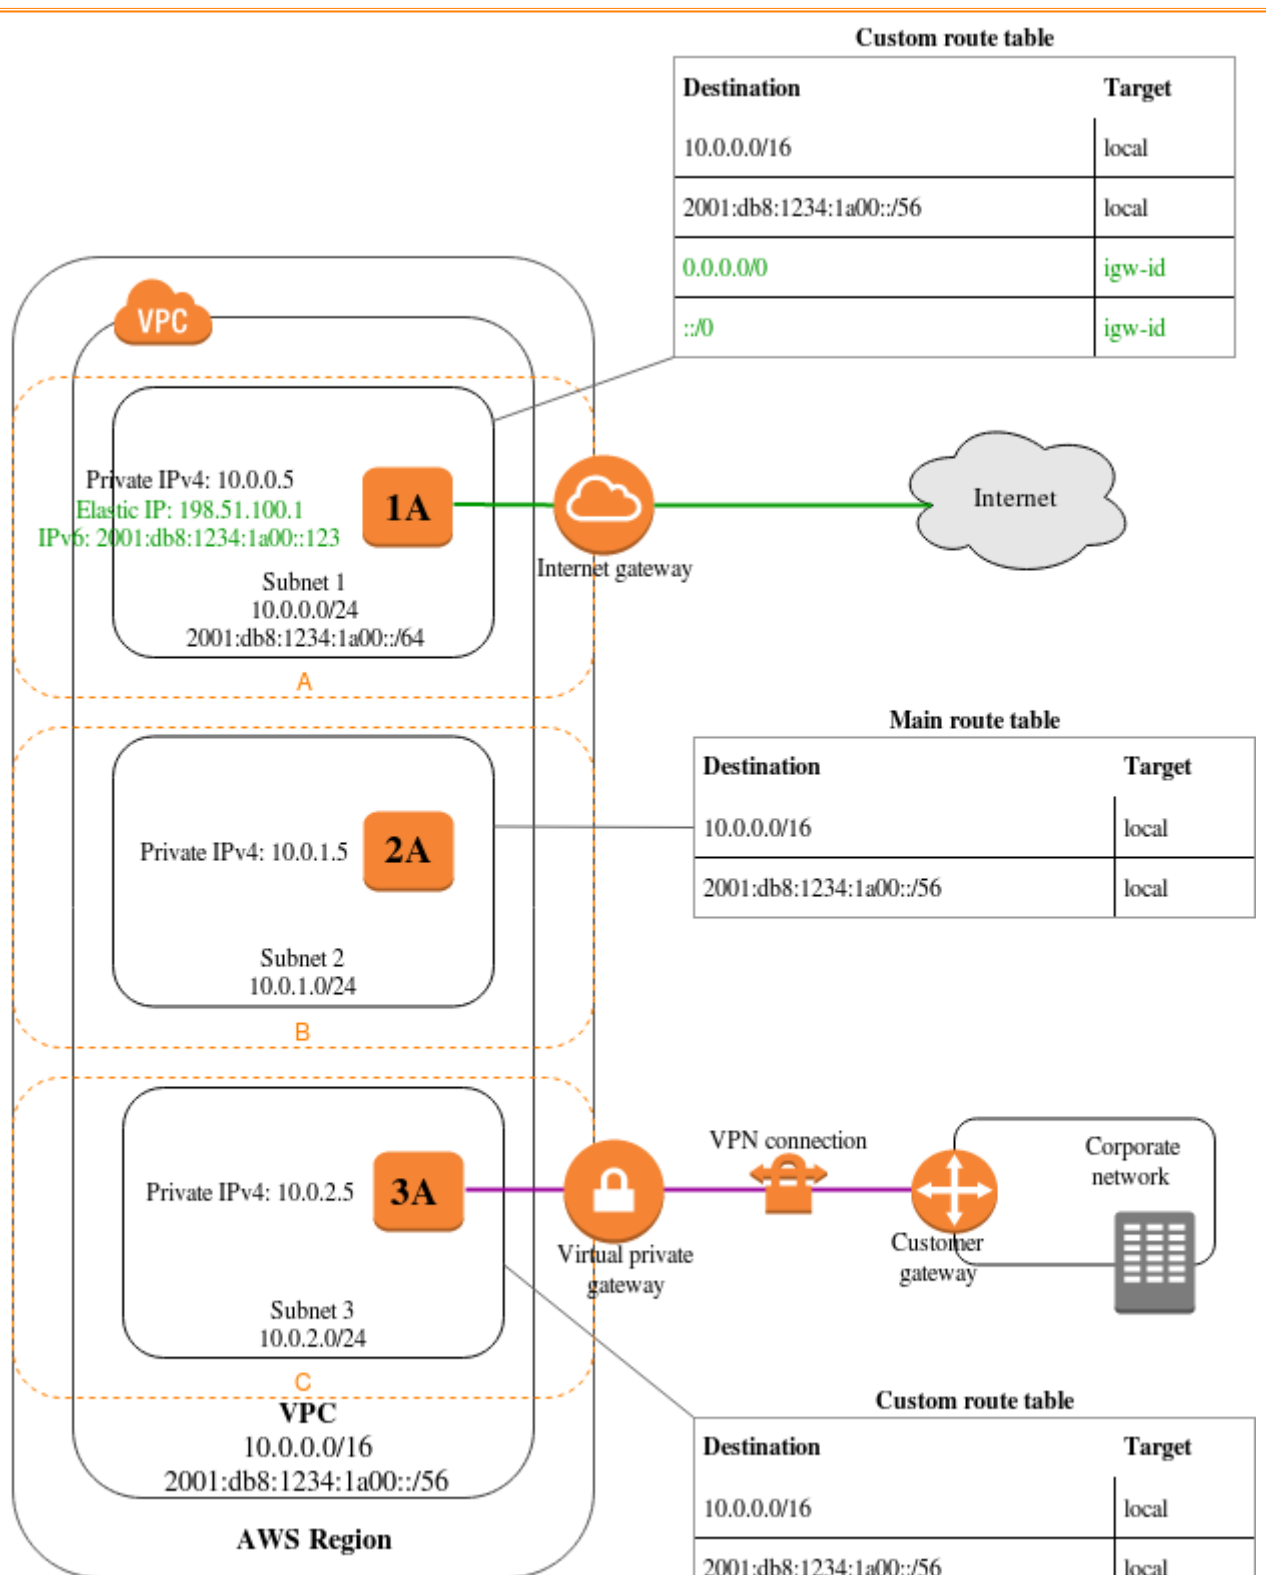 Custom route table
Destination Target
10.0.0.0/16 local
2001:db8:1234:1a00::/56 local
0.0.0.0/0 igw-id
::/0 igw-id
VPC
Private IPv4: 10.0.0.5
Elastic IP: 198.51.100.1
IPv6: 2001:db8:1234:1a00::123
1A
Subnet 1
10.0.0.0/24
2001:db8:1234:1a00::/64
A
Internet gateway
Internet
Main route table
Destination Target
10.0.0.0/16 local
2001:db8:1234:1a00::/56 local
Private IPv4: 10.0.1.5
2A
Subnet 2
10.0.1.0/24
B
Private IPv4: 10.0.2.5
3A
Subnet 3
10.0.2.0/24
C
Virtual private
gateway
VPN connection
Customer
gateway
Corporate
network
VPC
10.0.0.0/16
2001:db8:1234:1a00::/56
AWS Region
Custom route table
Destination Target
10.0.0.0/16 local
2001:db8:1234:1a00::/56 local